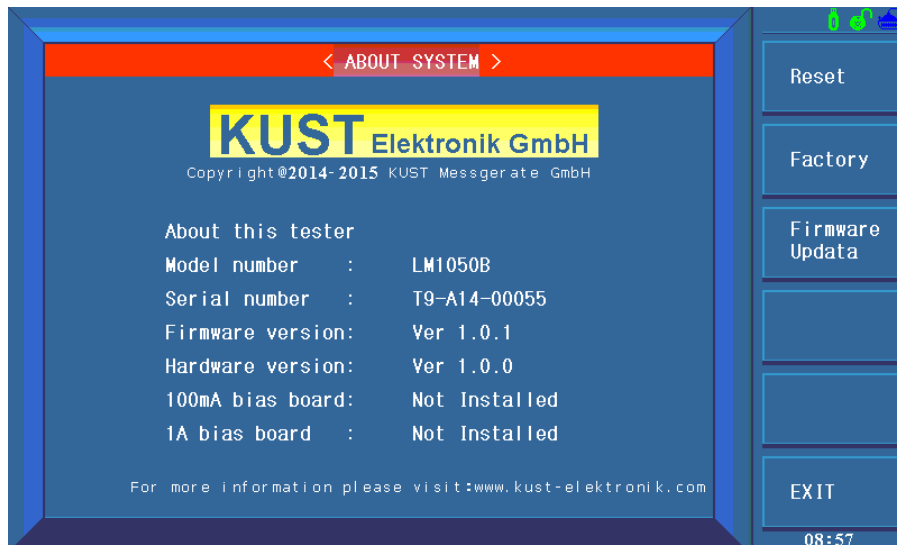 < ABOUT SYSTEM >
KUST Elektronik GmbH
Copyright@2014-2015 KUST Messgerate GmbH
About this tester
Model number : LM1050B
Serial number : T9-A14-00055
Firmware version: Ver 1.0.1
Hardware version: Ver 1.0.0
100mA bias board: Not Installed
1A bias board : Not Installed
For more information please visit:www.kust-elektronik.com
Reset
Factory
Firmware
Updata
EXIT
08:57